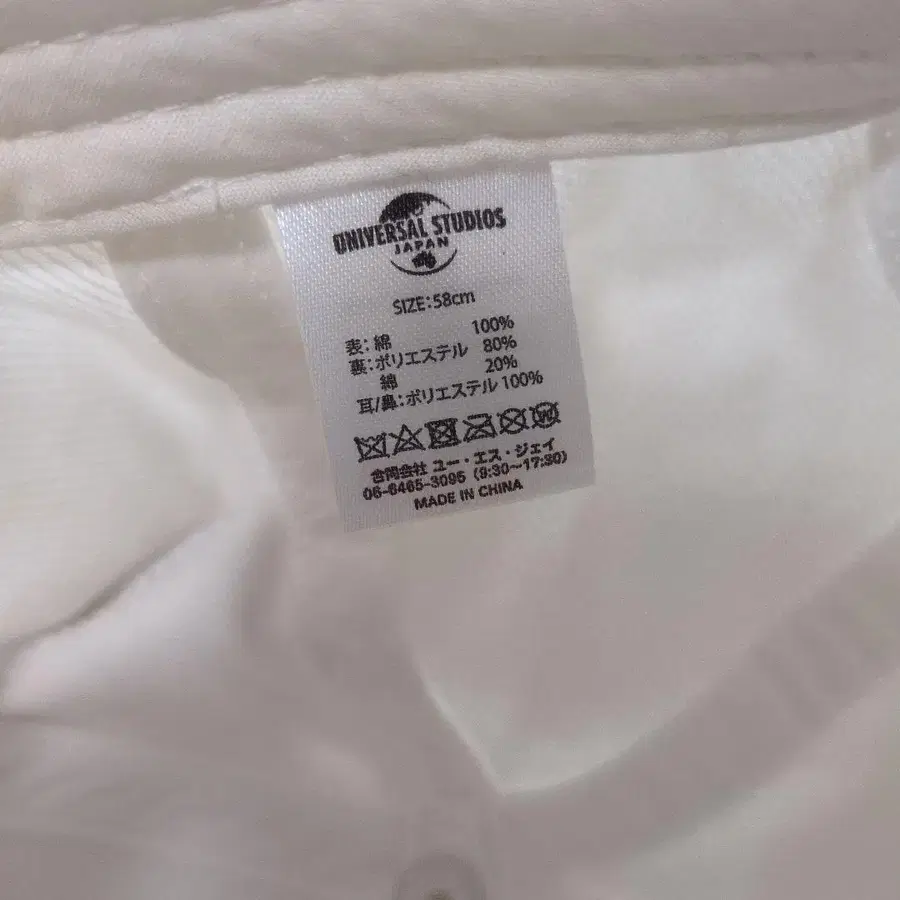 UNIVERSAL STUDIOS
JAPAN
SIZE:58cm
表:綿 100%
裏:ポリエステル 80%
綿 20%
耳/鼻:ポリエステル 100%
合同会社 ユー・エス・ジェイ
06-6465-3095 (9:30~17:30)
MADE IN CHINA